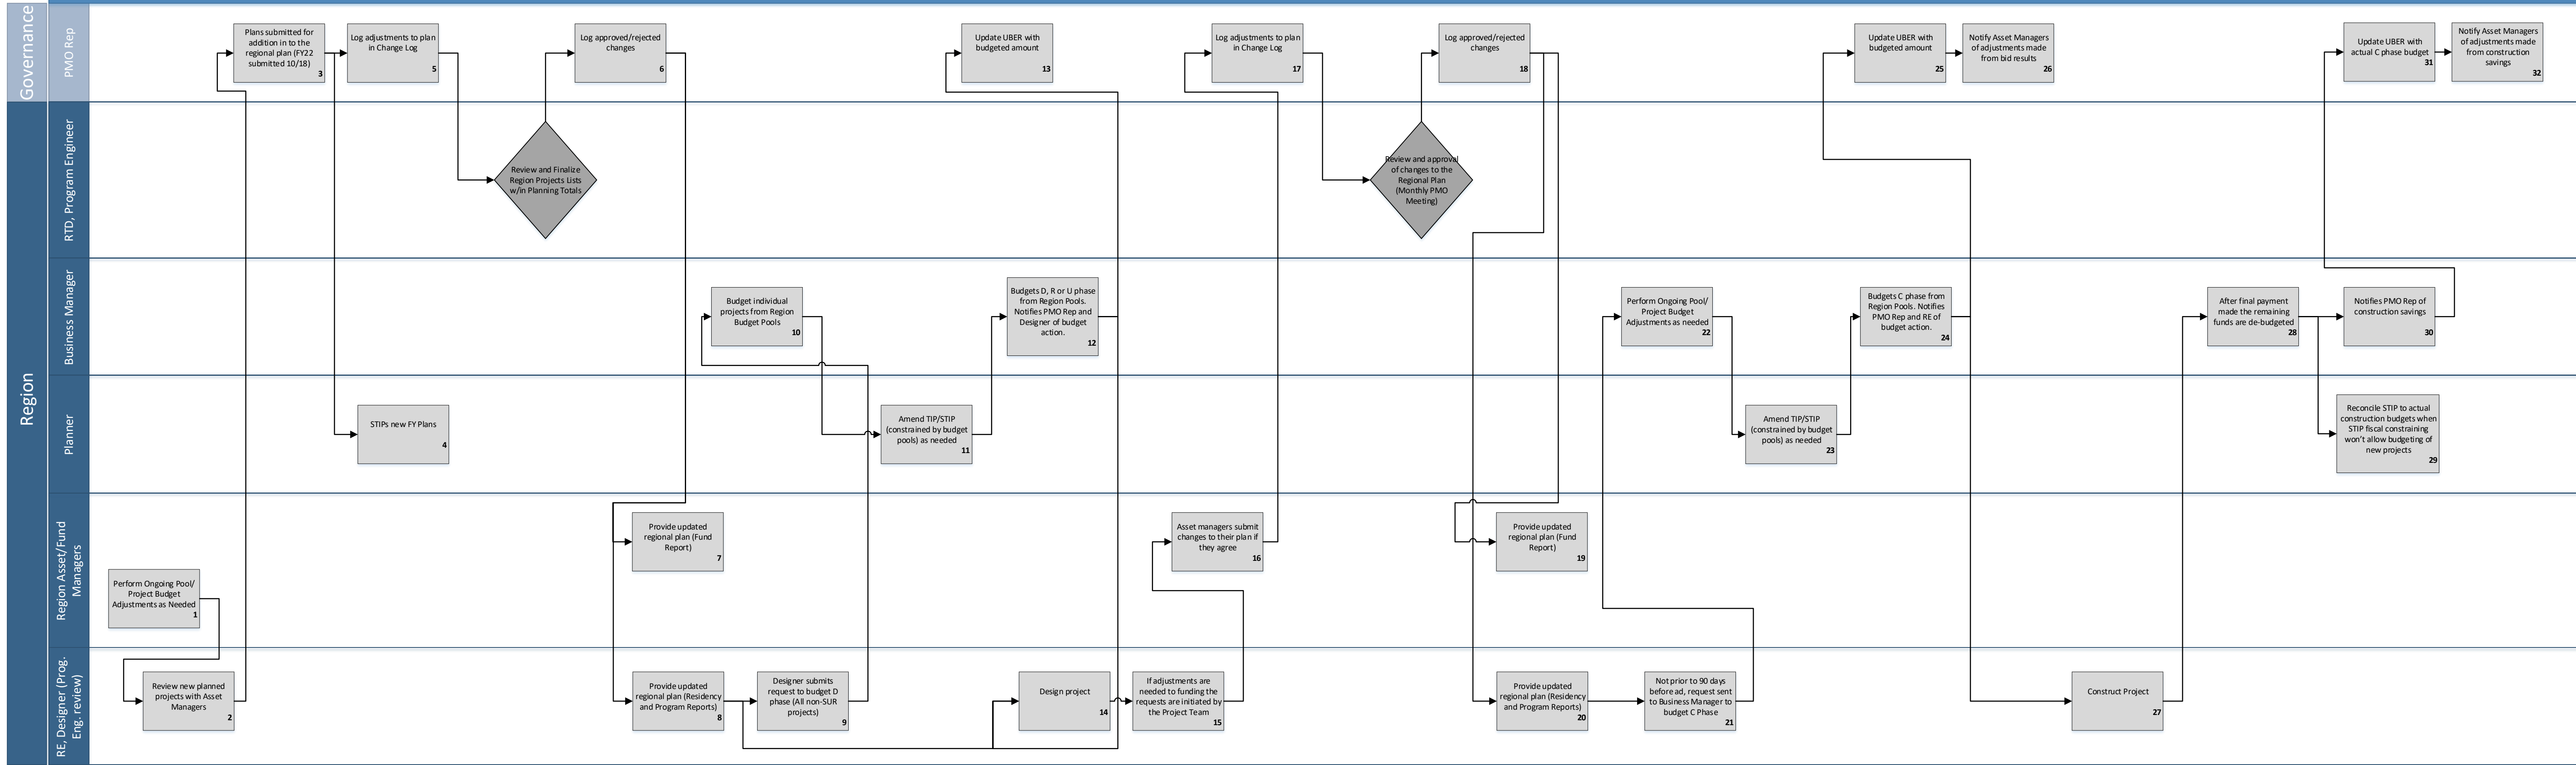 Governance
PMO Rep
Plans submitted for
addition in to the
regional plan (FY22
submitted 10/18)
3
Log adjustments to plan
in Change Log
5
Log approved/rejected
changes
6
Update UBER with
budgeted amount
13
Log adjustments to plan
in Change Log
17
Log approved/rejected
changes
18
Update UBER with
budgeted amount
25
Notify Asset Managers
of adjustments made
from bid results
26
Update UBER with
actual C phase budget
31
Notify Asset Managers
of adjustments made
from construction
savings
32
Region
RTD, Program Engineer
Review and Finalize
Region Projects Lists
w/in Planning Totals
Review and approval
of changes to the
Regional Plan
(Monthly PMO
Meeting)
Business Manager
Budget individual
projects from Region
Budget Pools
10
Budgets D, R or U phase
from Region Pools.
Notifies PMO Rep and
Designer of budget
action.
12
Perform Ongoing Pool/
Project Budget
Adjustments as needed
22
Budgets C phase from
Region Pools. Notifies
PMO Rep and RE of
budget action.
24
After final payment
made the remaining
funds are de-budgeted
28
Notifies PMO Rep of
construction savings
30
Planner
STIPs new FY Plans
4
Amend TIP/STIP
(constrained by budget
pools) as needed
11
Amend TIP/STIP
(constrained by budget
pools) as needed
23
Reconcile STIP to actual
construction budgets when
STIP fiscal constraining
won't allow budgeting of
new projects
29
Region Asset/Fund
Managers
Perform Ongoing Pool/
Project Budget
Adjustments as Needed
1
Provide updated
regional plan (Fund
Report)
7
Asset managers submit
changes to their plan if
they agree
16
Provide updated
regional plan (Fund
Report)
19
RE, Designer (Prog.
Eng. review)
Review new planned
projects with Asset
Managers
2
Provide updated
regional plan (Residency
and Program Reports)
8
Designer submits
request to budget D
phase (All non-SUR
projects)
9
Design project
14
If adjustments are
needed to funding the
requests are initiated by
the Project Team
15
Provide updated
regional plan (Residency
and Program Reports)
20
Not prior to 90 days
before ad, request sent
to Business Manager to
budget C Phase
21
Construct Project
27